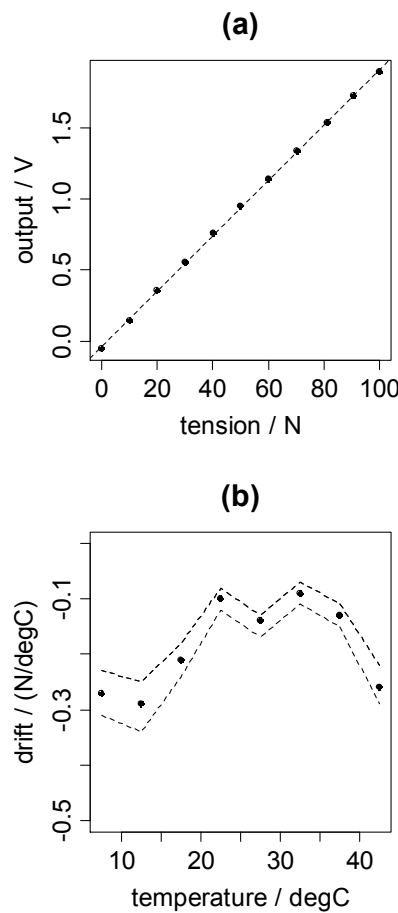 (a)
output / V
1.5
1.0
0.5
0.0
0 20 40 60 80 100
tension / N
(b)
drift / (N/degC)
-0.1
-0.3
-0.5
10 20 30 40
temperature / degC